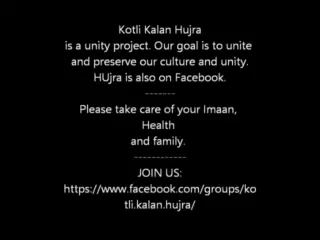 Kotli Kalan Hujra
is a unity project. Our goal is to unite
and preserve our culture and unity.
HUjra is also on Facebook.
-------
Please take care of your Imaan,
Health
and family.
------------
JOIN US:
https://www.facebook.com/groups/ko
tli.kalan.hujra/